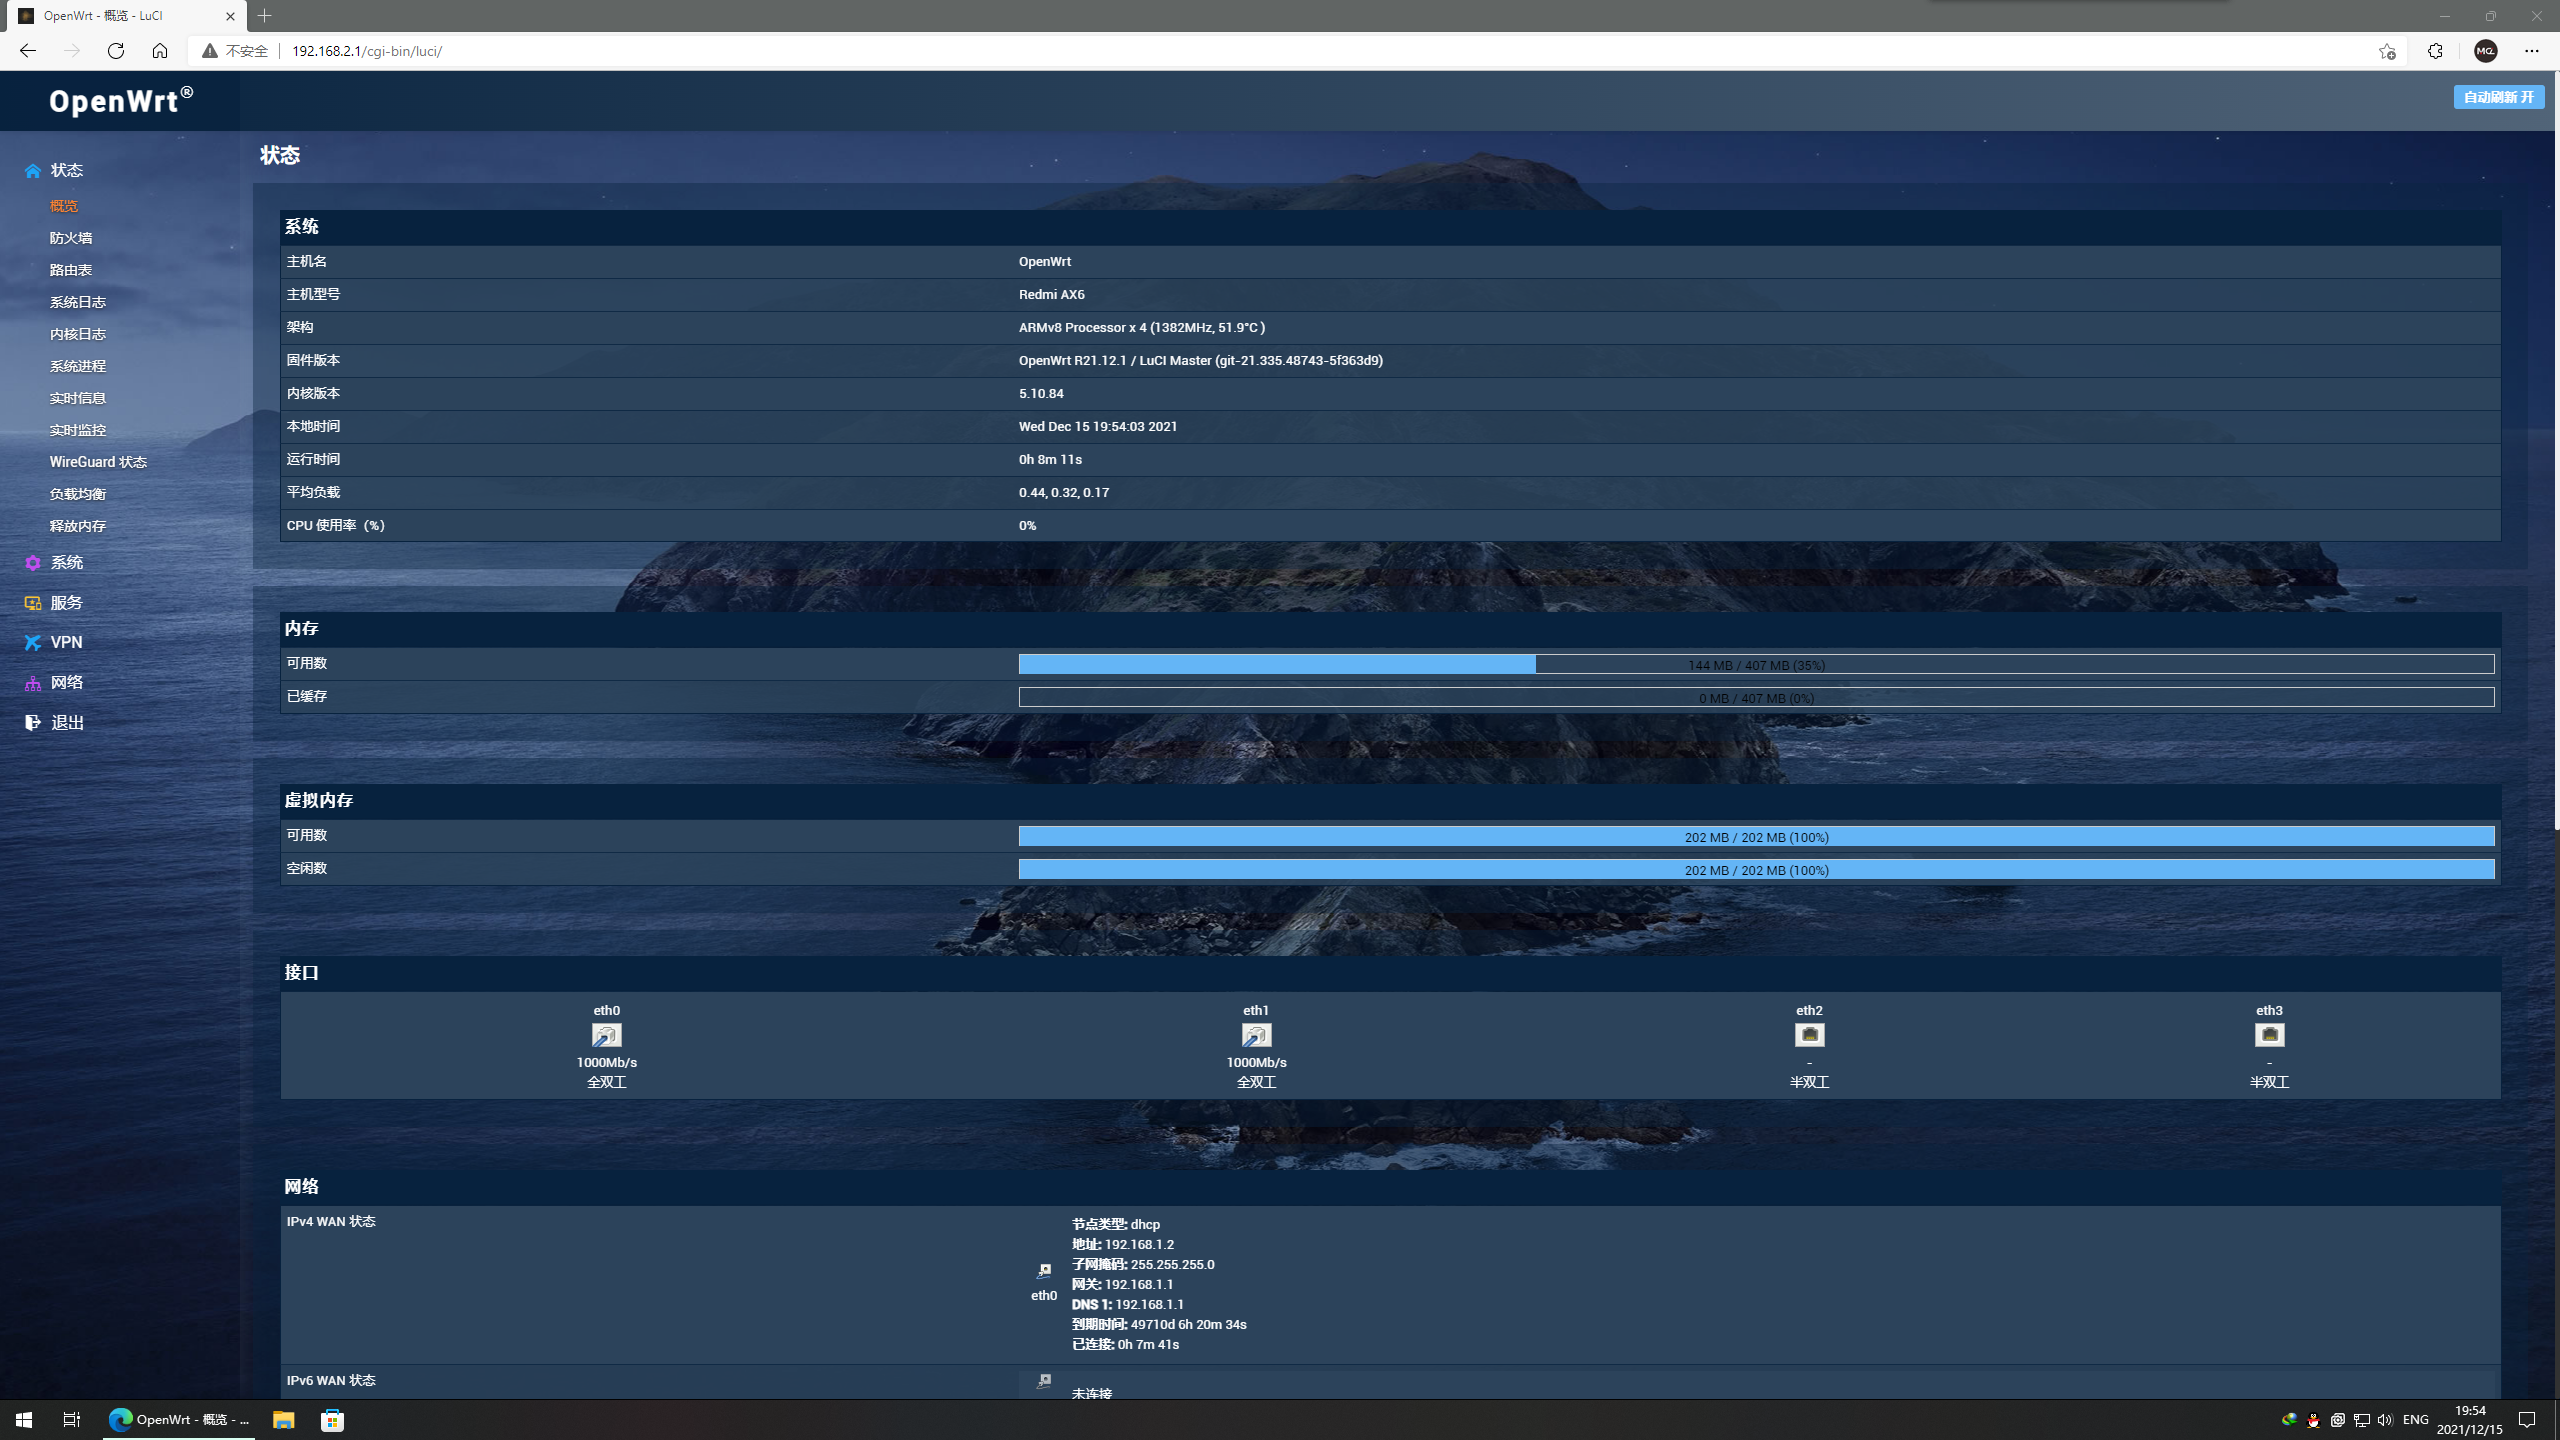 OpenWrt - 概览 - LuCI
不安全
192.168.2.1/cgi-bin/luci/
MCL
OpenWrt®
自动刷新 开
状态
概览
防火墙
路由表
系统日志
内核日志
系统进程
实时信息
实时监控
WireGuard 状态
负载均衡
释放内存
系统
服务
VPN
网络
退出
状态
系统
主机名 OpenWrt
主机型号 Redmi AX6
架构 ARMv8 Processor x 4 (1382MHz, 51.9°C )
固件版本 OpenWrt R21.12.1 / LuCI Master (git-21.335.48743-5f363d9)
内核版本 5.10.84
本地时间 Wed Dec 15 19:54:03 2021
运行时间 0h 8m 11s
平均负载 0.44, 0.32, 0.17
CPU 使用率（%） 0%
内存
可用数 144 MB / 407 MB (35%)
已缓存 0 MB / 407 MB (0%)
虚拟内存
可用数 202 MB / 202 MB (100%)
空闲数 202 MB / 202 MB (100%)
接口
eth0 eth1 eth2 eth3
1000Mb/s 1000Mb/s - -
全双工 全双工 半双工 半双工
网络
IPv4 WAN 状态
eth0
节点类型: dhcp
地址: 192.168.1.2
子网掩码: 255.255.255.0
网关: 192.168.1.1
DNS 1: 192.168.1.1
到期时间: 49710d 6h 20m 34s
已连接: 0h 7m 41s
IPv6 WAN 状态
未连接
OpenWrt - 概览 - ...
ENG
19:54
2021/12/15